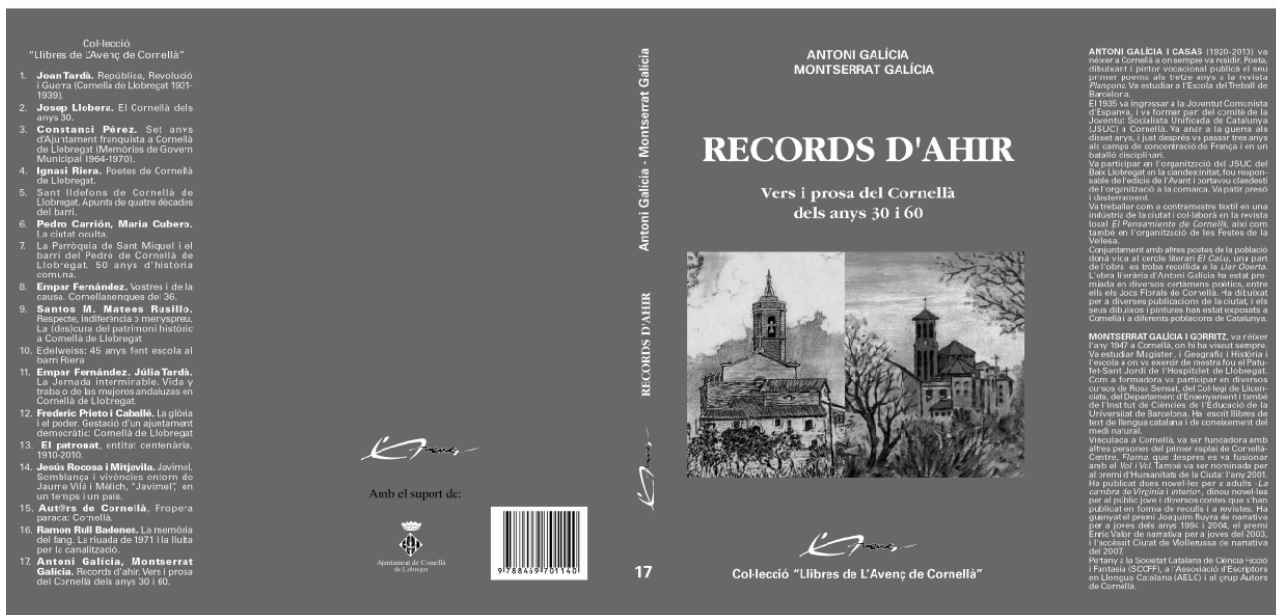 Col·lecció
"Llibres de L'Avenç de Cornellà"
1. Joan Tardà. República, Revolució
i Guerra (Cornellà de Llobregat 1931-
1939).
2. Josep Llobera. El Cornellà dels
anys 30.
3. Constanci Pérez. Set anys
d'Ajuntament franquista a Cornellà
de Llobregat (Memòries de Govern
Municipal 1964-1970).
4. Ignasi Riera. Poetes de Cornellà
de Llobregat.
5. Sant Ildefons de Cornellà de
Llobregat. Apunts de quatre dècades
del barri.
6. Pedro Carrión, Maria Cubero.
La ciutat oculta.
7. La Parròquia de Sant Miquel i el
barri del Pedró de Cornellà de
Llobregat. 50 anys d'història
comuna.
8. Empar Fernández. Vostres i de la
causa. Cornellanenques del 36.
9. Santos M. Mateos Rusillo.
Respecte, indiferència o menyspreu.
La (des)cura del patrimoni històric
a Cornellà de Llobregat
10. Edelweiss: 45 anys fent escola al
barri Riera
11. Empar Fernández. Júlia Tardà.
La Jornada interminable. Vida y
trabajo de las mujeres andaluzas en
Cornellà de Llobregat.
12. Frederic Prieto i Caballé. La glòria
i el poder. Gestació d'un ajuntament
democràtic: Cornellà de Llobregat
13. El patronat, entitat centenària.
1910-2010.
14. Jesús Rocosa i Mitjavila. Javimel.
Semblança i vivències entorn de
Jaume Vilà i Mèlich, "Javimel", en
un temps i un país.
15. Aut@rs de Cornellà, Propera
parada: Cornellà.
16. Ramon Rull Badenes. La memòria
del fang. La riuada de 1971 i la lluita
per la canalització.
17. Antoni Galícia, Montserrat
Galícia. Records d'ahir. Vers i prosa
del Cornellà dels anys 30 i 60.
L'Avenç
Amb el suport de:
Ajuntament de Cornellà
de Llobregat
9 788469 701140
Antoni Galícia - Montserrat Galícia
RECORDS D'AHIR
L'Avenç
17
ANTONI GALÍCIA
MONTSERRAT GALÍCIA
RECORDS D'AHIR
Vers i prosa del Cornellà
dels anys 30 i 60
L'Avenç
Col·lecció "Llibres de L'Avenç de Cornellà"
ANTONI GALÍCIA I CASAS (1920-2013) va
néixer a Cornellà a on sempre va residir. Poeta,
dibuixant i pintor vocacional publicà el seu
primer poema als tretze anys a la revista
Plançons. Va estudiar a l'Escola del Treball de
Barcelona.
El 1935 va ingressar a la Joventut Comunista
d'Espanya, i va formar part del comitè de la
Joventut Socialista Unificada de Catalunya
(JSUC) a Cornellà. Va anar a la guerra als
disset anys, i just després va passar tres anys
als camps de concentració de França i en un
batalló disciplinari.
Va participar en l'organització del JSUC del
Baix Llobregat en la clandestinitat, fou respon-
sable de l'edició de l'Avant i portaveu clandestí
de l'organització a la comarca. Va patir presó
i desterrament.
Va treballar com a contramestre tèxtil en una
indústria de la ciutat i col·laborà en la revista
local El Pensamiento de Cornellà, així com
també en l'organització de les Festes de la
Vellesa.
Conjuntament amb altres poetes de la població
donà vida al cercle literari El Caliu, una part
de l'obra es troba recollida a la Llar Oberta.
L'obra literària d'Antoni Galícia ha estat pre-
miada en diversos certàmens poètics, entre
ells els Jocs Florals de Cornellà. Ha dibuixat
per a diverses publicacions de la ciutat, i els
seus dibuixos i pintures han estat exposats a
Cornellà i a diferents poblacions de Catalunya.
MONTSERRAT GALÍCIA I GORRITZ, va néixer
l'any 1947 a Cornellà, on hi ha viscut sempre.
Va estudiar Magisteri, i Geografia i Història i
l'escola a on va exercir de mestra fou el Patu-
fet-Sant Jordi de l'Hospitalet de Llobregat.
Com a formadora va participar en diversos
cursos de Rosa Sensat, del Col·legi de Llicen-
ciats, del Departament d'Ensenyament i també
de l'Institut de Ciències de l'Educació de la
Universitat de Barcelona. Ha escrit llibres de
text de llengua catalana i de coneixement del
medi natural.
Vinculada a Cornellà, va ser fundadora amb
altres persones del primer esplai de Cornellà-
Centre, Flama, que després es va fusionar
amb el Vol i Vol. També va ser nominada per
al premi d'Humanitats de la Ciutat l'any 2001.
Ha publicat dues novel·les per a adults -La
cambra de Virgínia i Interior-, dineu novel·les
per al públic jove i diversos contes que s'han
publicat en forma de reculls i a revistes. Ha
guanyat el premi Joaquim Ruyra de narrativa
per a joves dels anys 1994 i 2004, el premi
Enric Valor de narrativa per a joves del 2003,
i l'accèssit Ciutat de Mollerussa de narrativa
del 2007.
Pertany a la Societat Catalana de Ciència Ficció
i Fantasia (SCCFF), a l'Associació d'Escriptors
en Llengua Catalana (AELC) i al grup Autors
de Cornellà.